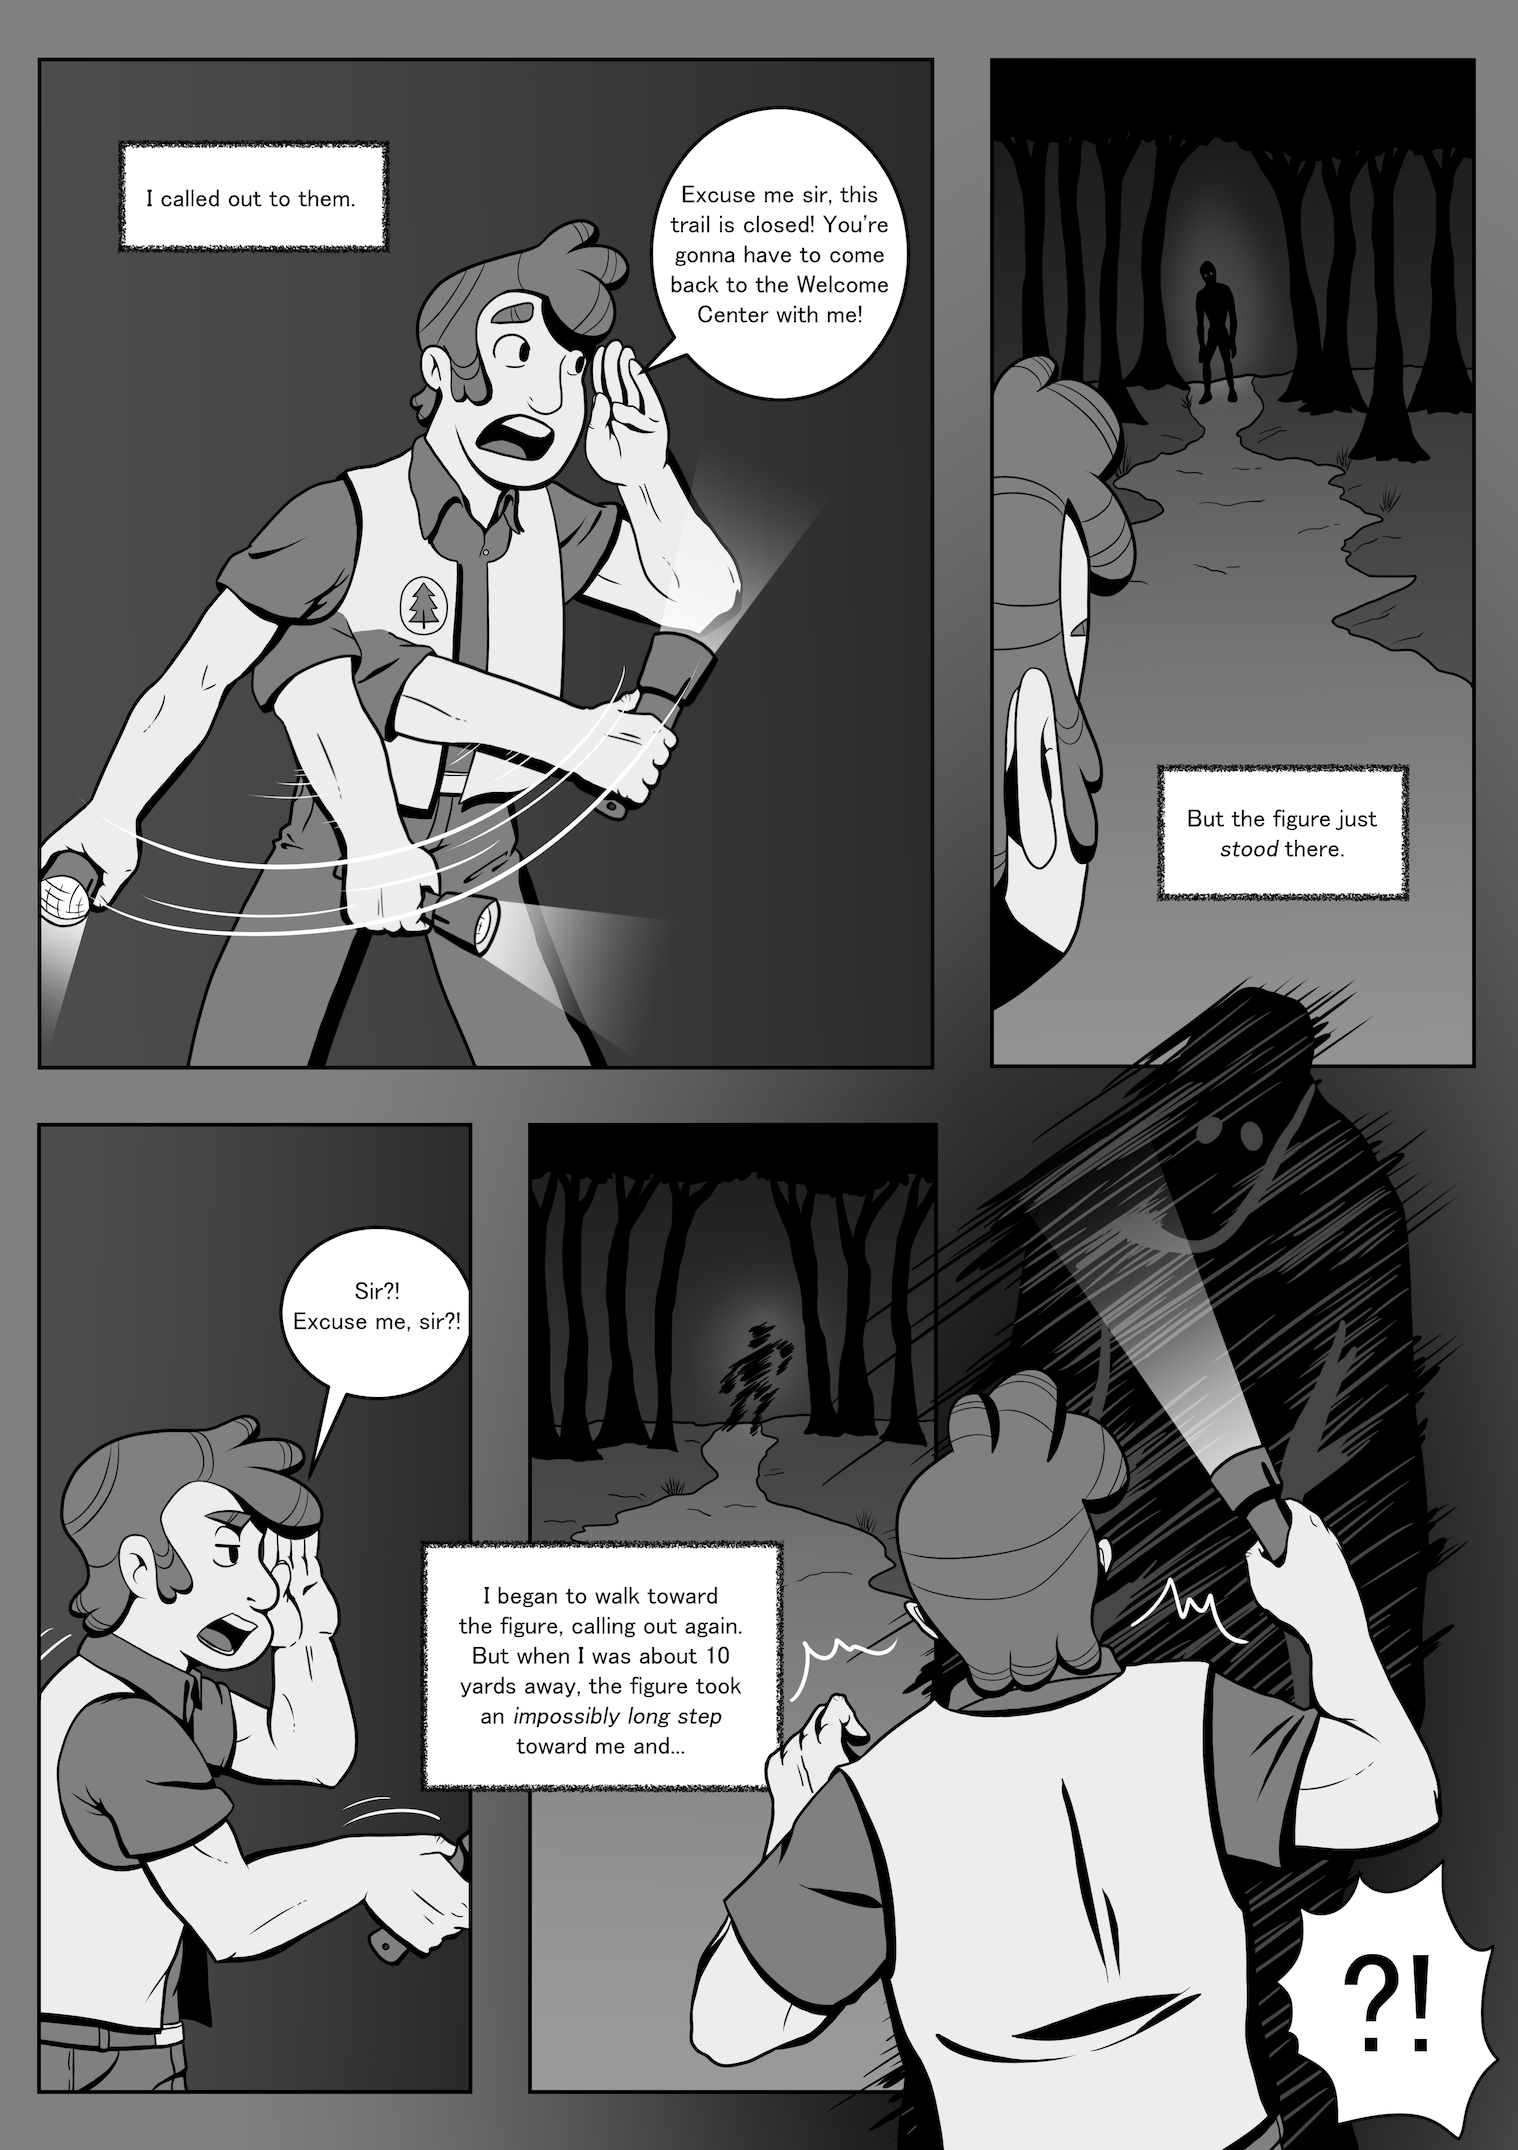 I called out to them.
Excuse me sir, this
trail is closed! You're
gonna have to come
back to the Welcome
Center with me!
But the figure just
stood there.
Sir?!
Excuse me, sir?!
I began to walk toward
the figure, calling out again.
But when I was about 10
yards away, the figure took
an impossibly long step
toward me and...
?!